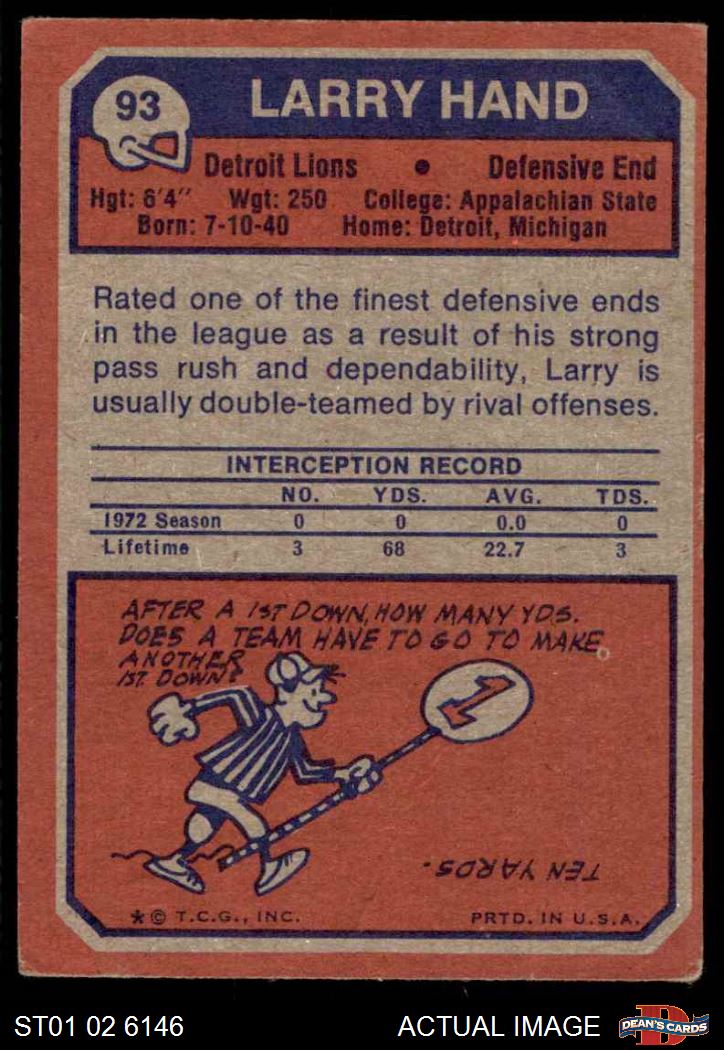 93
LARRY HAND
Detroit Lions • Defensive End
Hgt: 6'4" Wgt: 250 College: Appalachian State
Born: 7-10-40 Home: Detroit, Michigan
Rated one of the finest defensive ends
in the league as a result of his strong
pass rush and dependability, Larry is
usually double-teamed by rival offenses.
INTERCEPTION RECORD
NO. YDS. AVG. TDS.
1972 Season 0 0 0.0 0
Lifetime 3 68 22.7 3
AFTER A 1ST DOWN, HOW MANY YDS.
DOES A TEAM HAVE TO GO TO MAKE
ANOTHER
1ST. DOWN?
1
TEN YARDS.
* © T.C.G., INC. PRTD. IN U.S.A.
ST01 02 6146 ACTUAL IMAGE D DEAN'S CARDS